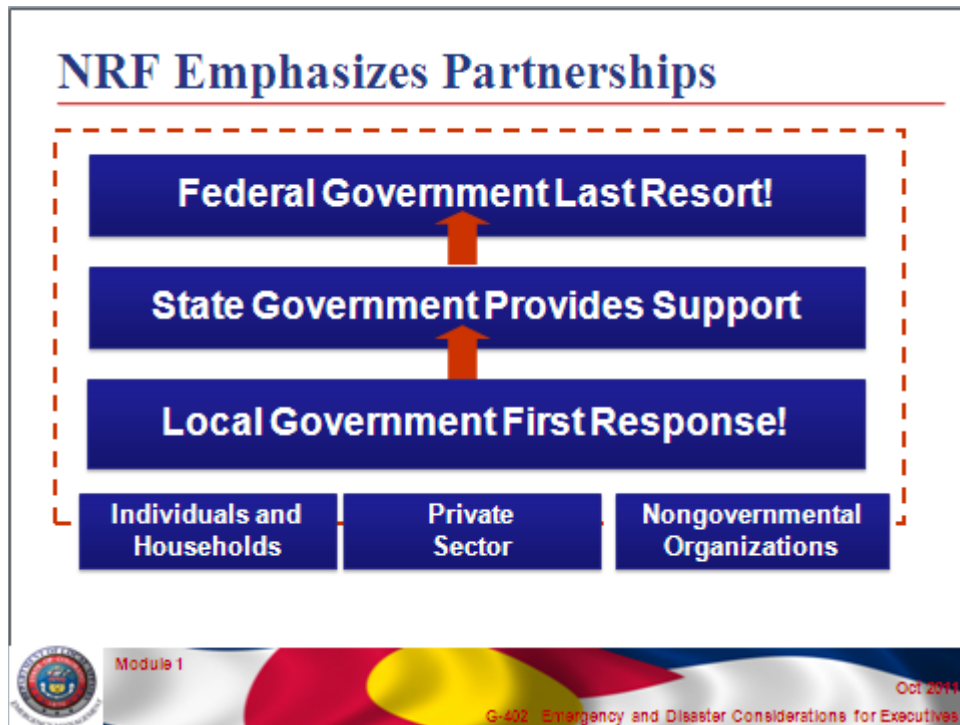 NRF Emphasizes Partnerships
Federal Government Last Resort!
State Government Provides Support
Local Government First Response!
Individuals and
Households
Private
Sector
Nongovernmental
Organizations
Module 1
Oct 2011
G-402 Emergency and Disaster Considerations for Executives